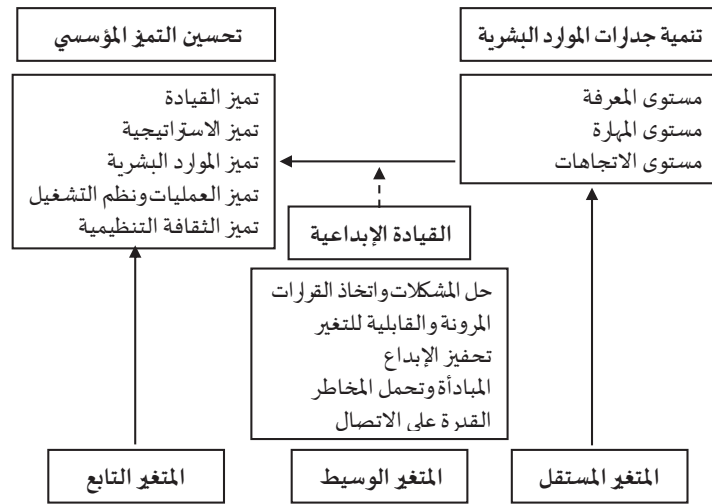 تنمية جدارات الموارد البشرية
مستوى المعرفة
مستوى المهارة
مستوى الاتجاهات
تحسين التميز المؤسسي
تميز القيادة
تميز الاستراتيجية
تميز الموارد البشرية
تميز العمليات ونظم التشغيل
تميز الثقافة التنظيمية
القيادة الإبداعية
حل المشكلات واتخاذ القرارات
المرونة والقابلية للتغير
تحفيز الإبداع
المبادأة وتحمل المخاطر
القدرة على الاتصال
المتغير المستقل
المتغير الوسيط
المتغير التابع